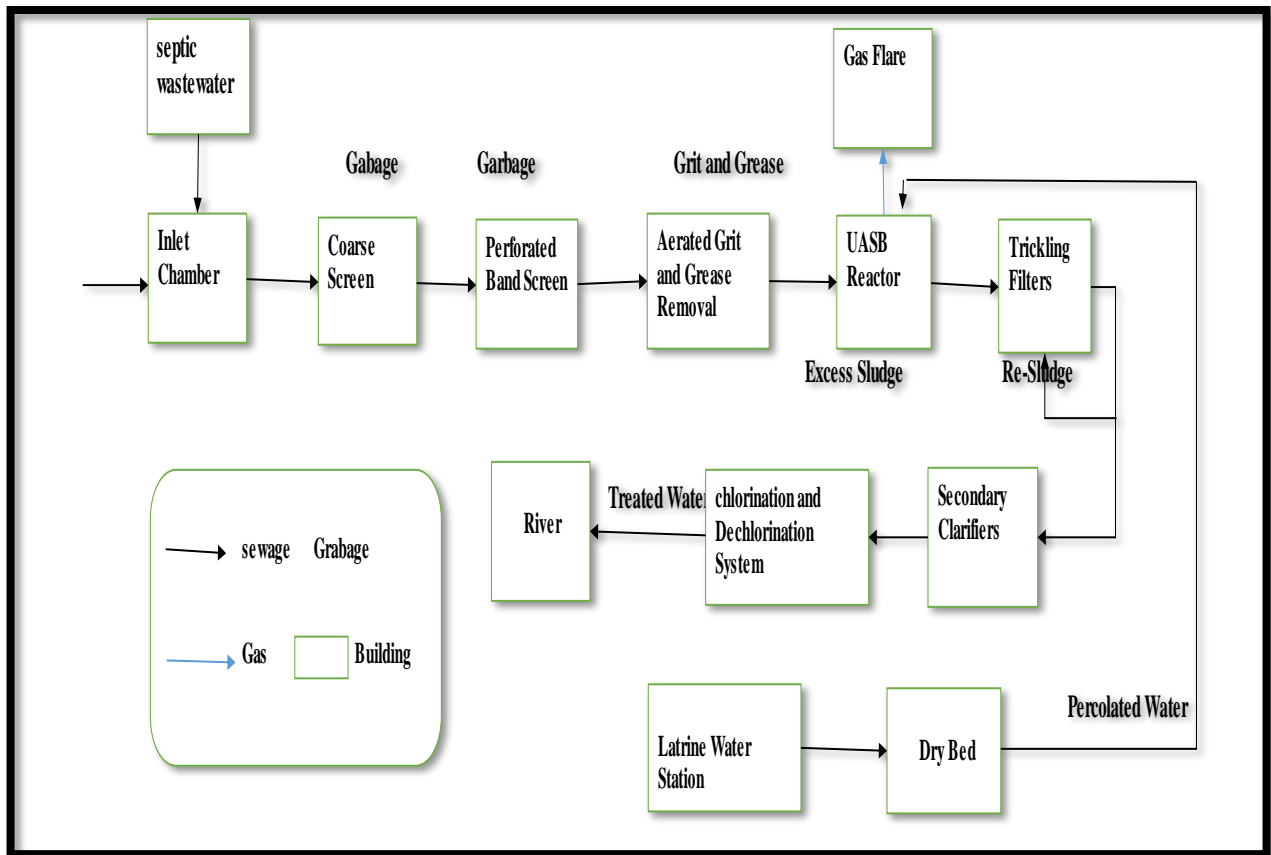 septic
wastewater
Gas Flare
Gabage
Garbage
Grit and Grease
Inlet
Chamber
Coarse
Screen
Perforated
Band Screen
Aerated Grit
and Grease
Removal
UASB
Reactor
Trickling
Filters
Excess Sludge
Re-Sludge
River
Treated Water
chlorination and
Dechlorination
System
Secondary
Clarifiers
sewage Grabage
Gas
Building
Latrine Water
Station
Dry Bed
Percolated Water